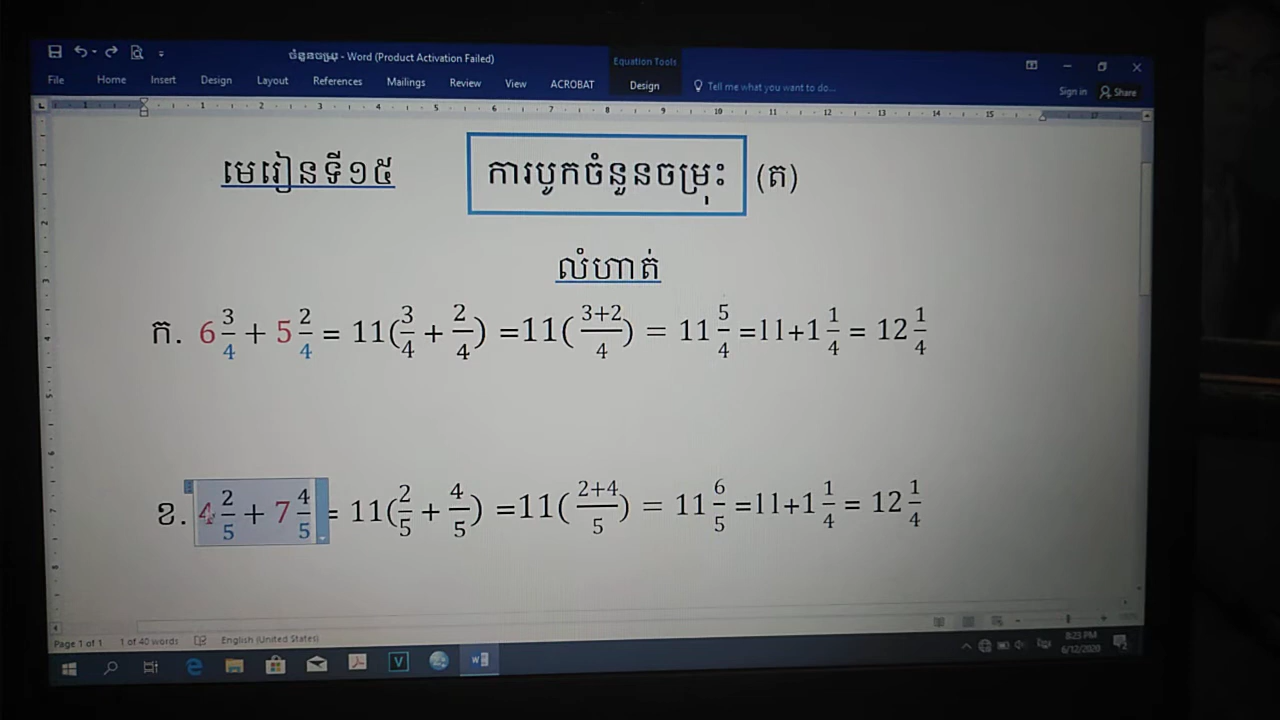 ចំនួនចម្រុះ - Word (Product Activation Failed) Equation Tools
File Home Insert Design Layout References Mailings Review View ACROBAT Design Tell me what you want to do... Sign in Share
មេរៀនទី១៥ ការបូកចំនួនចម្រុះ (ត)
លំហាត់
ក. 6 3/4 + 5 2/4 = 11(3/4 + 2/4) =11((3+2)/4) = 11 5/4 =11+1 1/4 = 12 1/4
ខ. 4 2/5 + 7 4/5 = 11(2/5 + 4/5) =11((2+4)/5) = 11 6/5 =11+1 1/4 = 12 1/4
Page 1 of 1 1 of 40 words English (United States)
8:23 PM
6/12/2020